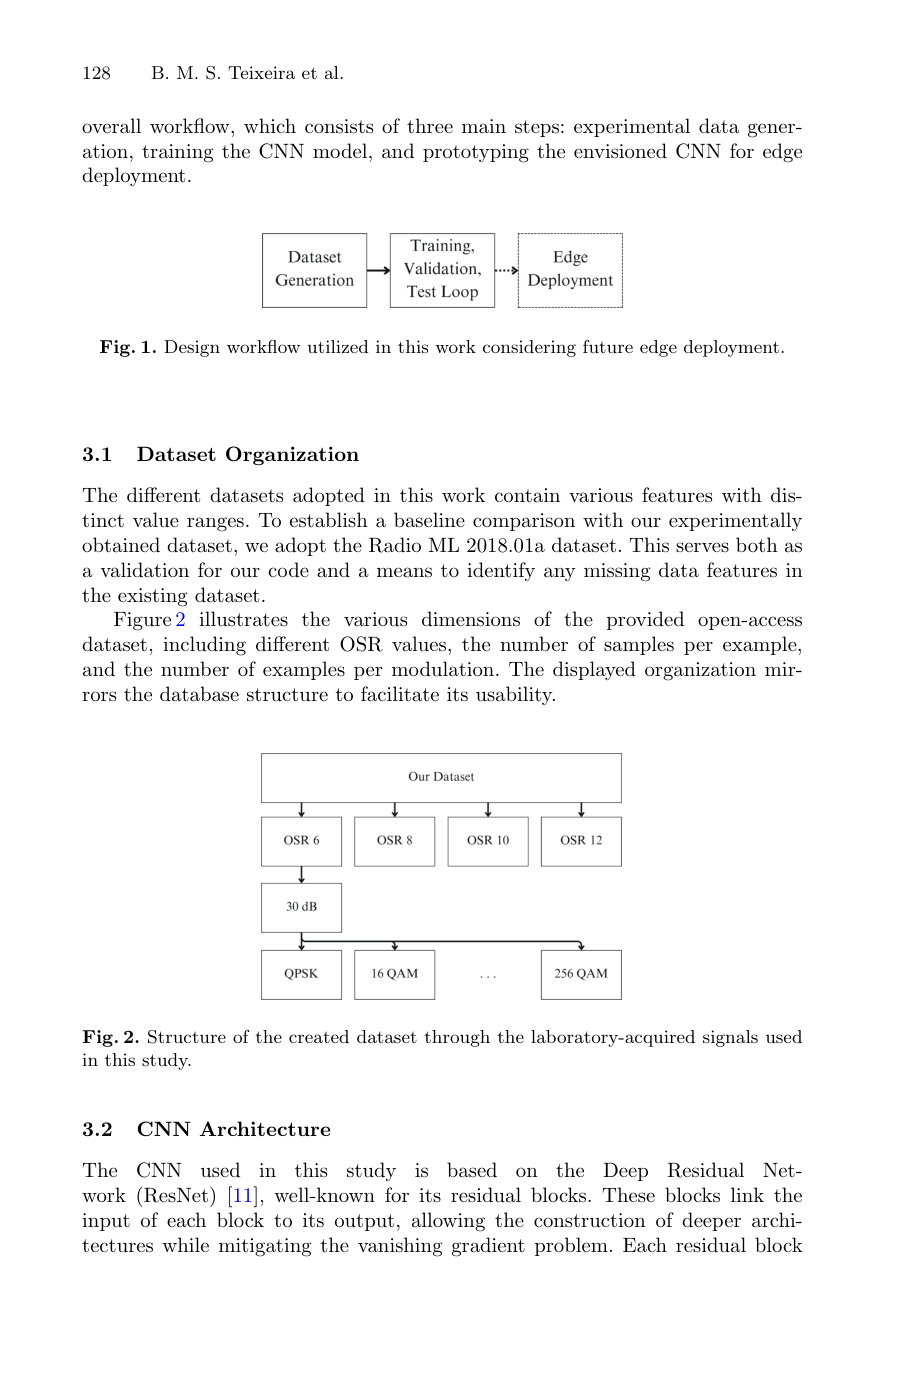 128 B. M. S. Teixeira et al.
overall workflow, which consists of three main steps: experimental data gener-
ation, training the CNN model, and prototyping the envisioned CNN for edge
deployment.
Dataset
Generation
Training,
Validation,
Test Loop
Edge
Deployment
Fig. 1. Design workflow utilized in this work considering future edge deployment.
3.1 Dataset Organization
The different datasets adopted in this work contain various features with dis-
tinct value ranges. To establish a baseline comparison with our experimentally
obtained dataset, we adopt the Radio ML 2018.01a dataset. This serves both as
a validation for our code and a means to identify any missing data features in
the existing dataset.
Figure 2 illustrates the various dimensions of the provided open-access
dataset, including different OSR values, the number of samples per example,
and the number of examples per modulation. The displayed organization mir-
rors the database structure to facilitate its usability.
Our Dataset
OSR 6 OSR 8 OSR 10 OSR 12
30 dB
QPSK 16 QAM ... 256 QAM
Fig. 2. Structure of the created dataset through the laboratory-acquired signals used
in this study.
3.2 CNN Architecture
The CNN used in this study is based on the Deep Residual Net-
work (ResNet) [11], well-known for its residual blocks. These blocks link the
input of each block to its output, allowing the construction of deeper archi-
tectures while mitigating the vanishing gradient problem. Each residual block